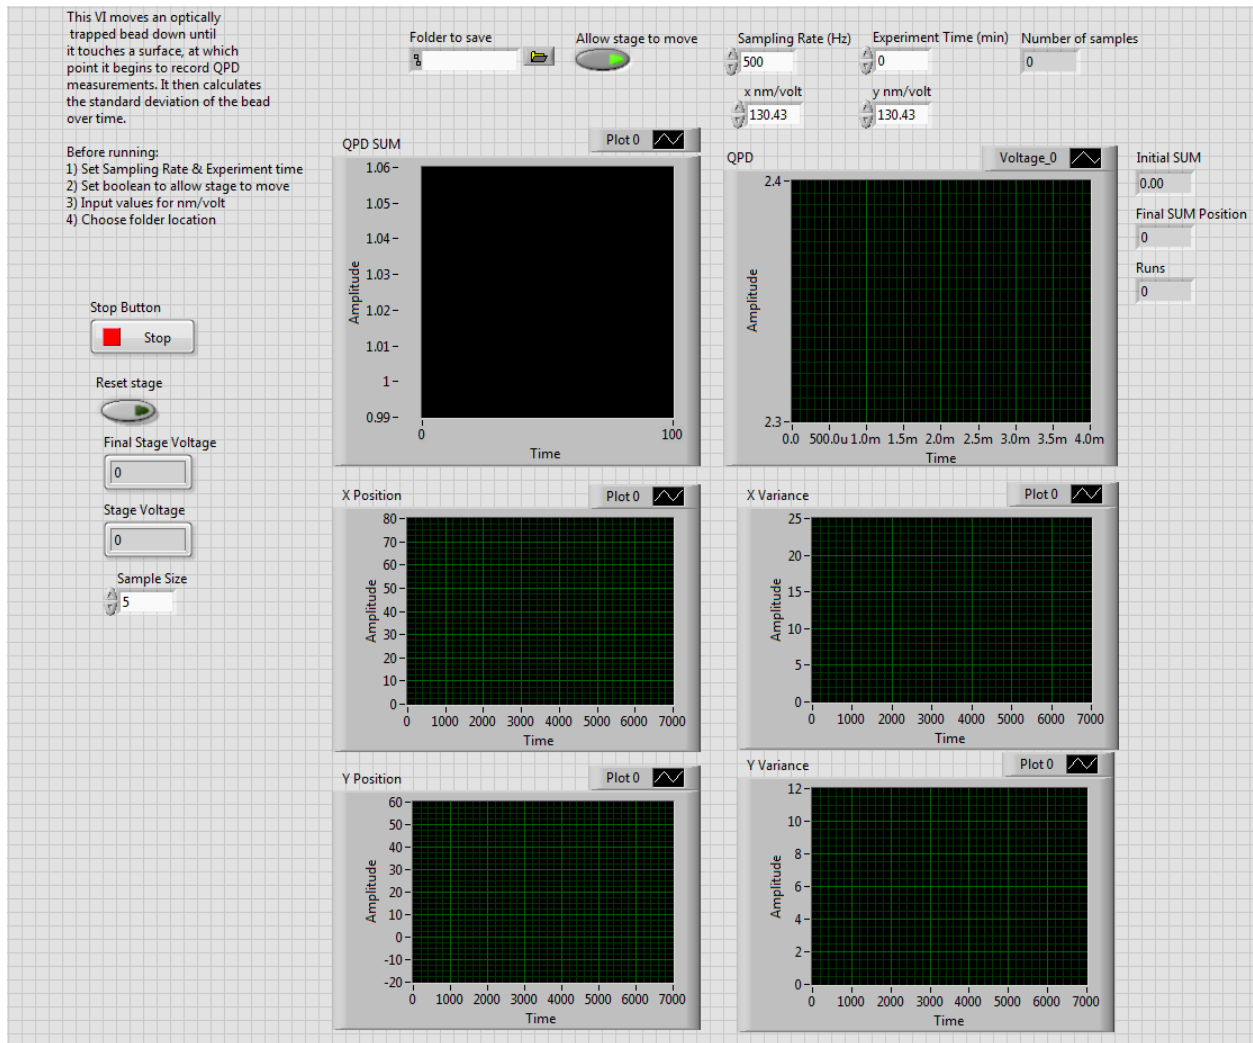 This VI moves an optically
trapped bead down until
it touches a surface, at which
point it begins to record QPD
measurements. It then calculates
the standard deviation of the bead
over time.
Before running:
1) Set Sampling Rate & Experiment time
2) Set boolean to allow stage to move
3) Input values for nm/volt
4) Choose folder location
Folder to save
Allow stage to move
Sampling Rate (Hz)
500
Experiment Time (min)
0
Number of samples
0
x nm/volt
130.43
y nm/volt
130.43
Stop Button
Stop
Reset stage
Final Stage Voltage
0
Stage Voltage
0
Sample Size
5
QPD SUM
Plot 0
1.06
1.05
1.04
1.03
1.02
1.01
1
0.99
Amplitude
0 100
Time
QPD
Voltage_0
2.4
2.3
Amplitude
0.0 500.0u 1.0m 1.5m 2.0m 2.5m 3.0m 3.5m 4.0m
Time
Initial SUM
0.00
Final SUM Position
0
Runs
0
X Position
Plot 0
80
70
60
50
40
30
20
10
0
Amplitude
0 1000 2000 3000 4000 5000 6000 7000
Time
X Variance
Plot 0
25
20
15
10
5
0
Amplitude
0 1000 2000 3000 4000 5000 6000 7000
Time
Y Position
Plot 0
60
50
40
30
20
10
0
-10
-20
Amplitude
0 1000 2000 3000 4000 5000 6000 7000
Time
Y Variance
Plot 0
12
10
8
6
4
2
0
Amplitude
0 1000 2000 3000 4000 5000 6000 7000
Time